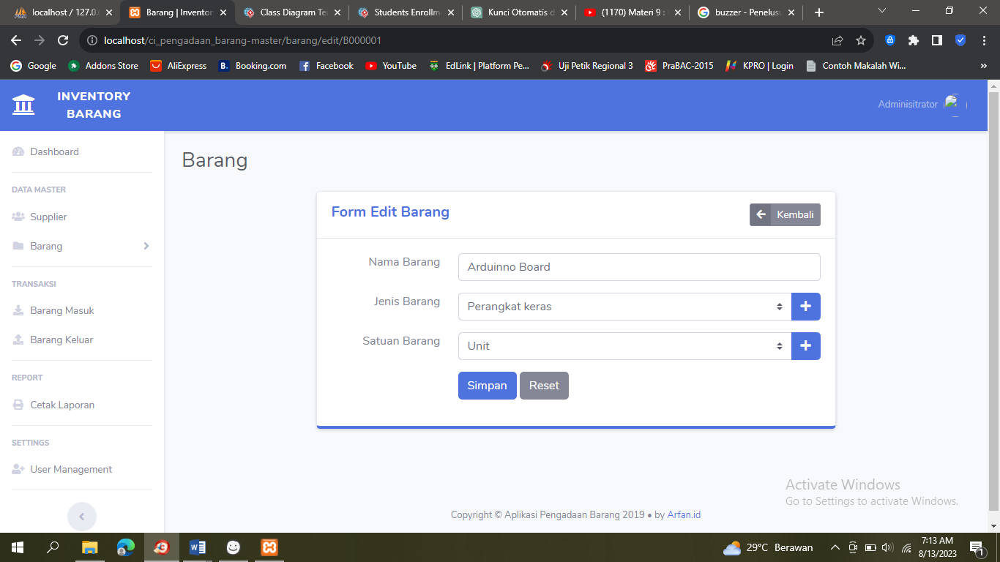 localhost / 127.0.
Barang | Inventor
Class Diagram Te
Students Enrollm
Kunci Otomatis d
(1170) Materi 9 :
buzzer - Penelusu
localhost/ci_pengadaan_barang-master/barang/edit/B000001
Google
Addons Store
AliExpress
Booking.com
Facebook
YouTube
EdLink | Platform Pe...
Uji Petik Regional 3
PraBAC-2015
KPRO | Login
Contoh Makalah Wi...
»
INVENTORY
BARANG
Adminisitrator
Dashboard
DATA MASTER
Supplier
Barang
TRANSAKSI
Barang Masuk
Barang Keluar
REPORT
Cetak Laporan
SETTINGS
User Management
Barang
Form Edit Barang
Kembali
Nama Barang
Arduinno Board
Jenis Barang
Perangkat keras
Satuan Barang
Unit
Simpan
Reset
Activate Windows
Go to Settings to activate Windows.
Copyright © Aplikasi Pengadaan Barang 2019 • by Arfan.id
29°C Berawan
7:13 AM
8/13/2023
1